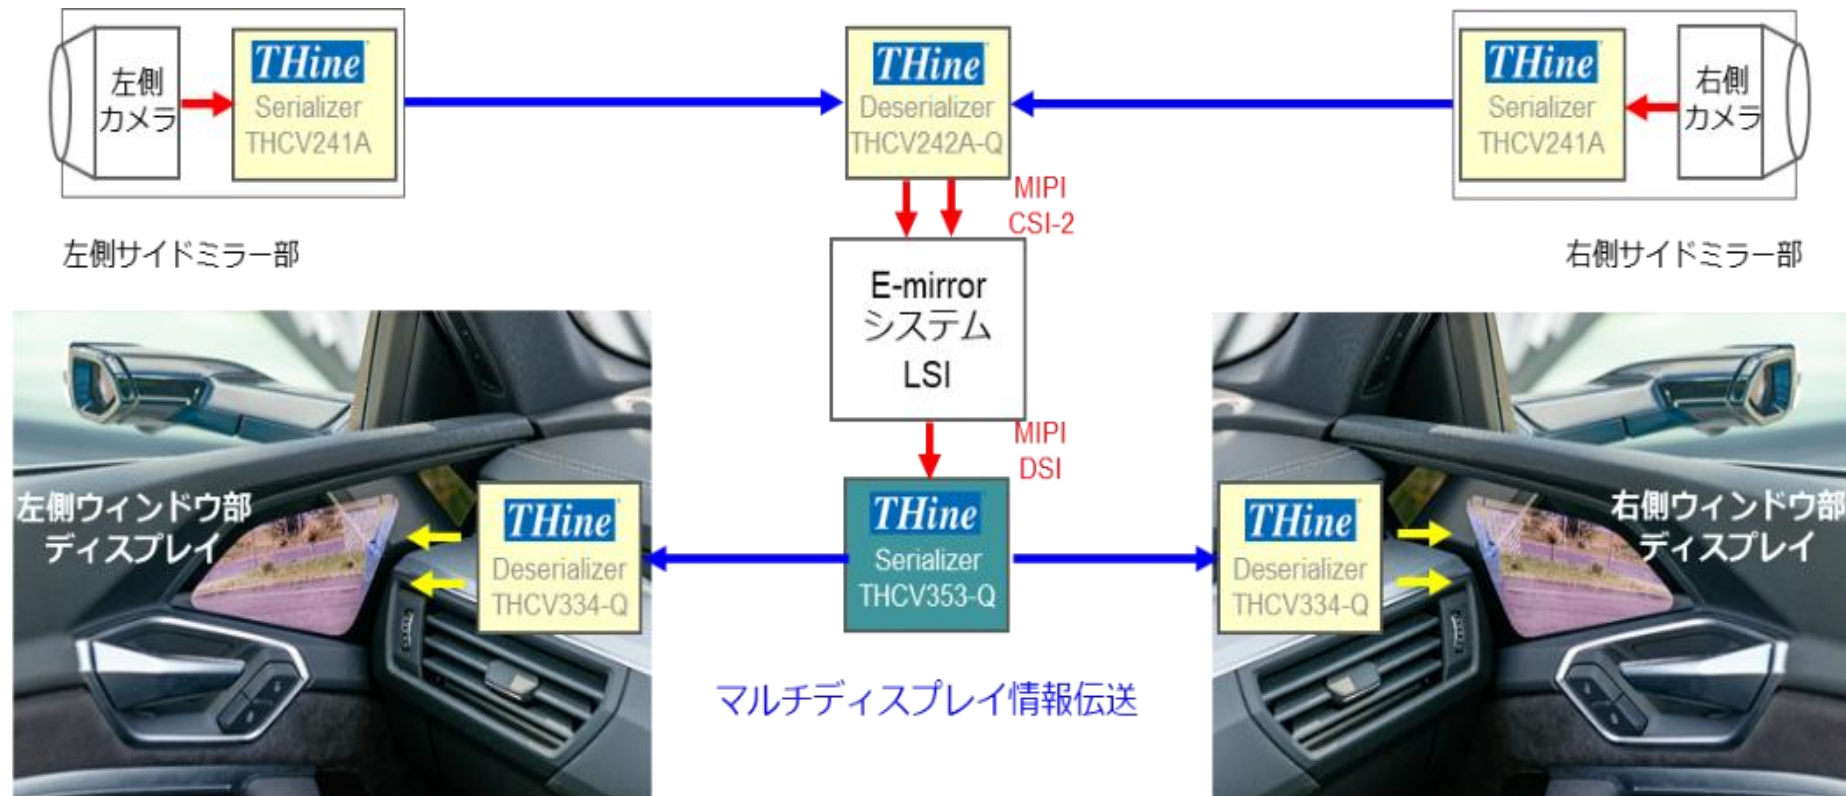 左側
カメラ
THine
Serializer
THCV241A
THine
Deserializer
THCV242A-Q
THine
Serializer
THCV241A
右側
カメラ
MIPI
CSI-2
左側サイドミラー部
右側サイドミラー部
E-mirror
システム
LSI
MIPI
DSI
左側ウィンドウ部
ディスプレイ
THine
Deserializer
THCV334-Q
THine
Serializer
THCV353-Q
THine
Deserializer
THCV334-Q
右側ウィンドウ部
ディスプレイ
マルチディスプレイ情報伝送